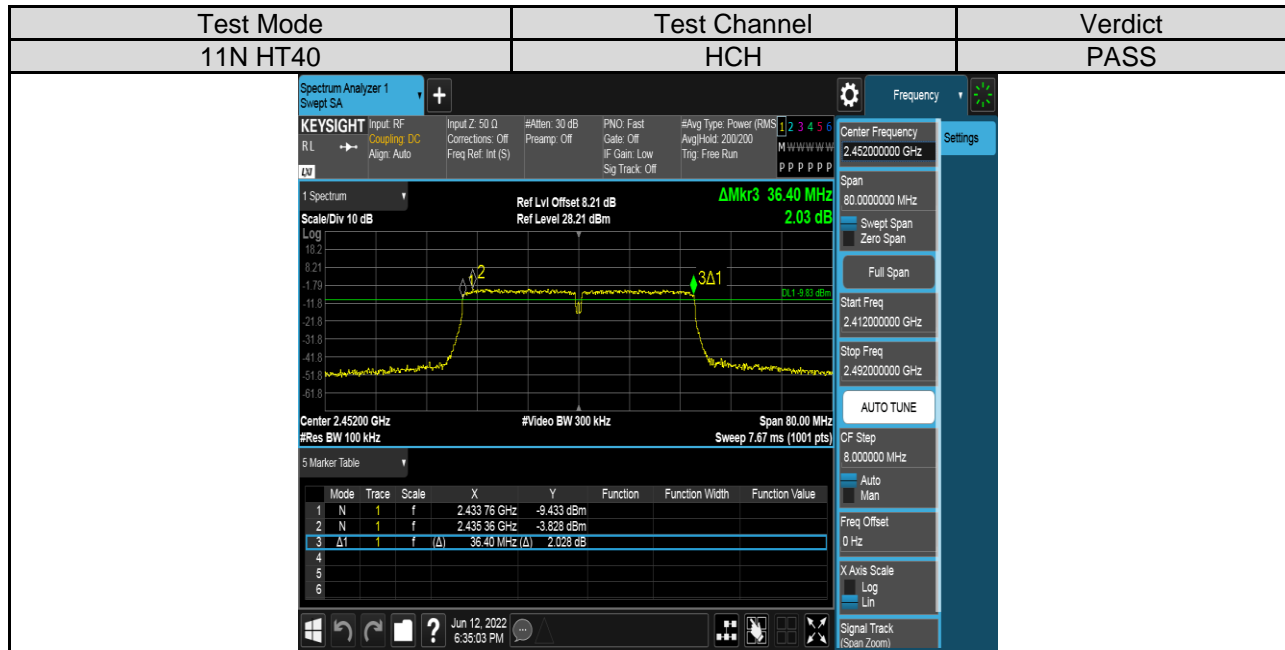 Test Mode Test Channel Verdict
11N HT40 HCH PASS
Spectrum Analyzer 1
Swept SA
+
Frequency
KEYSIGHT
RL
LXI
Input: RF
Coupling: DC
Align: Auto
Input Z: 50 Ω
Corrections: Off
Freq Ref: Int (S)
#Atten: 30 dB
Preamp: Off
PNO: Fast
Gate: Off
IF Gain: Low
Sig Track: Off
#Avg Type: Power (RMS
Avg|Hold: 200/200
Trig: Free Run
1 2 3 4 5 6
M W W W W W
P P P P P P
1 Spectrum
Scale/Div 10 dB
Ref Lvl Offset 8.21 dB
Ref Level 28.21 dBm
ΔMkr3 36.40 MHz
2.03 dB
Log
18.2
8.21
-1.79
-11.8
-21.8
-31.8
-41.8
-51.8
-61.8
1
2
3Δ1
DL1 -9.83 dBm
Center 2.45200 GHz #Video BW 300 kHz Span 80.00 MHz
#Res BW 100 kHz Sweep 7.67 ms (1001 pts)
5 Marker Table
Mode Trace Scale X Y Function Function Width Function Value
1 N 1 f 2.433 76 GHz -9.433 dBm
2 N 1 f 2.435 36 GHz -3.828 dBm
3 Δ1 1 f (Δ) 36.40 MHz (Δ) 2.028 dB
4
5
6
?
Jun 12, 2022
6:35:03 PM
Center Frequency
2.452000000 GHz
Settings
Span
80.0000000 MHz
Swept Span
Zero Span
Full Span
Start Freq
2.412000000 GHz
Stop Freq
2.492000000 GHz
AUTO TUNE
CF Step
8.000000 MHz
Auto
Man
Freq Offset
0 Hz
X Axis Scale
Log
Lin
Signal Track
(Span Zoom)